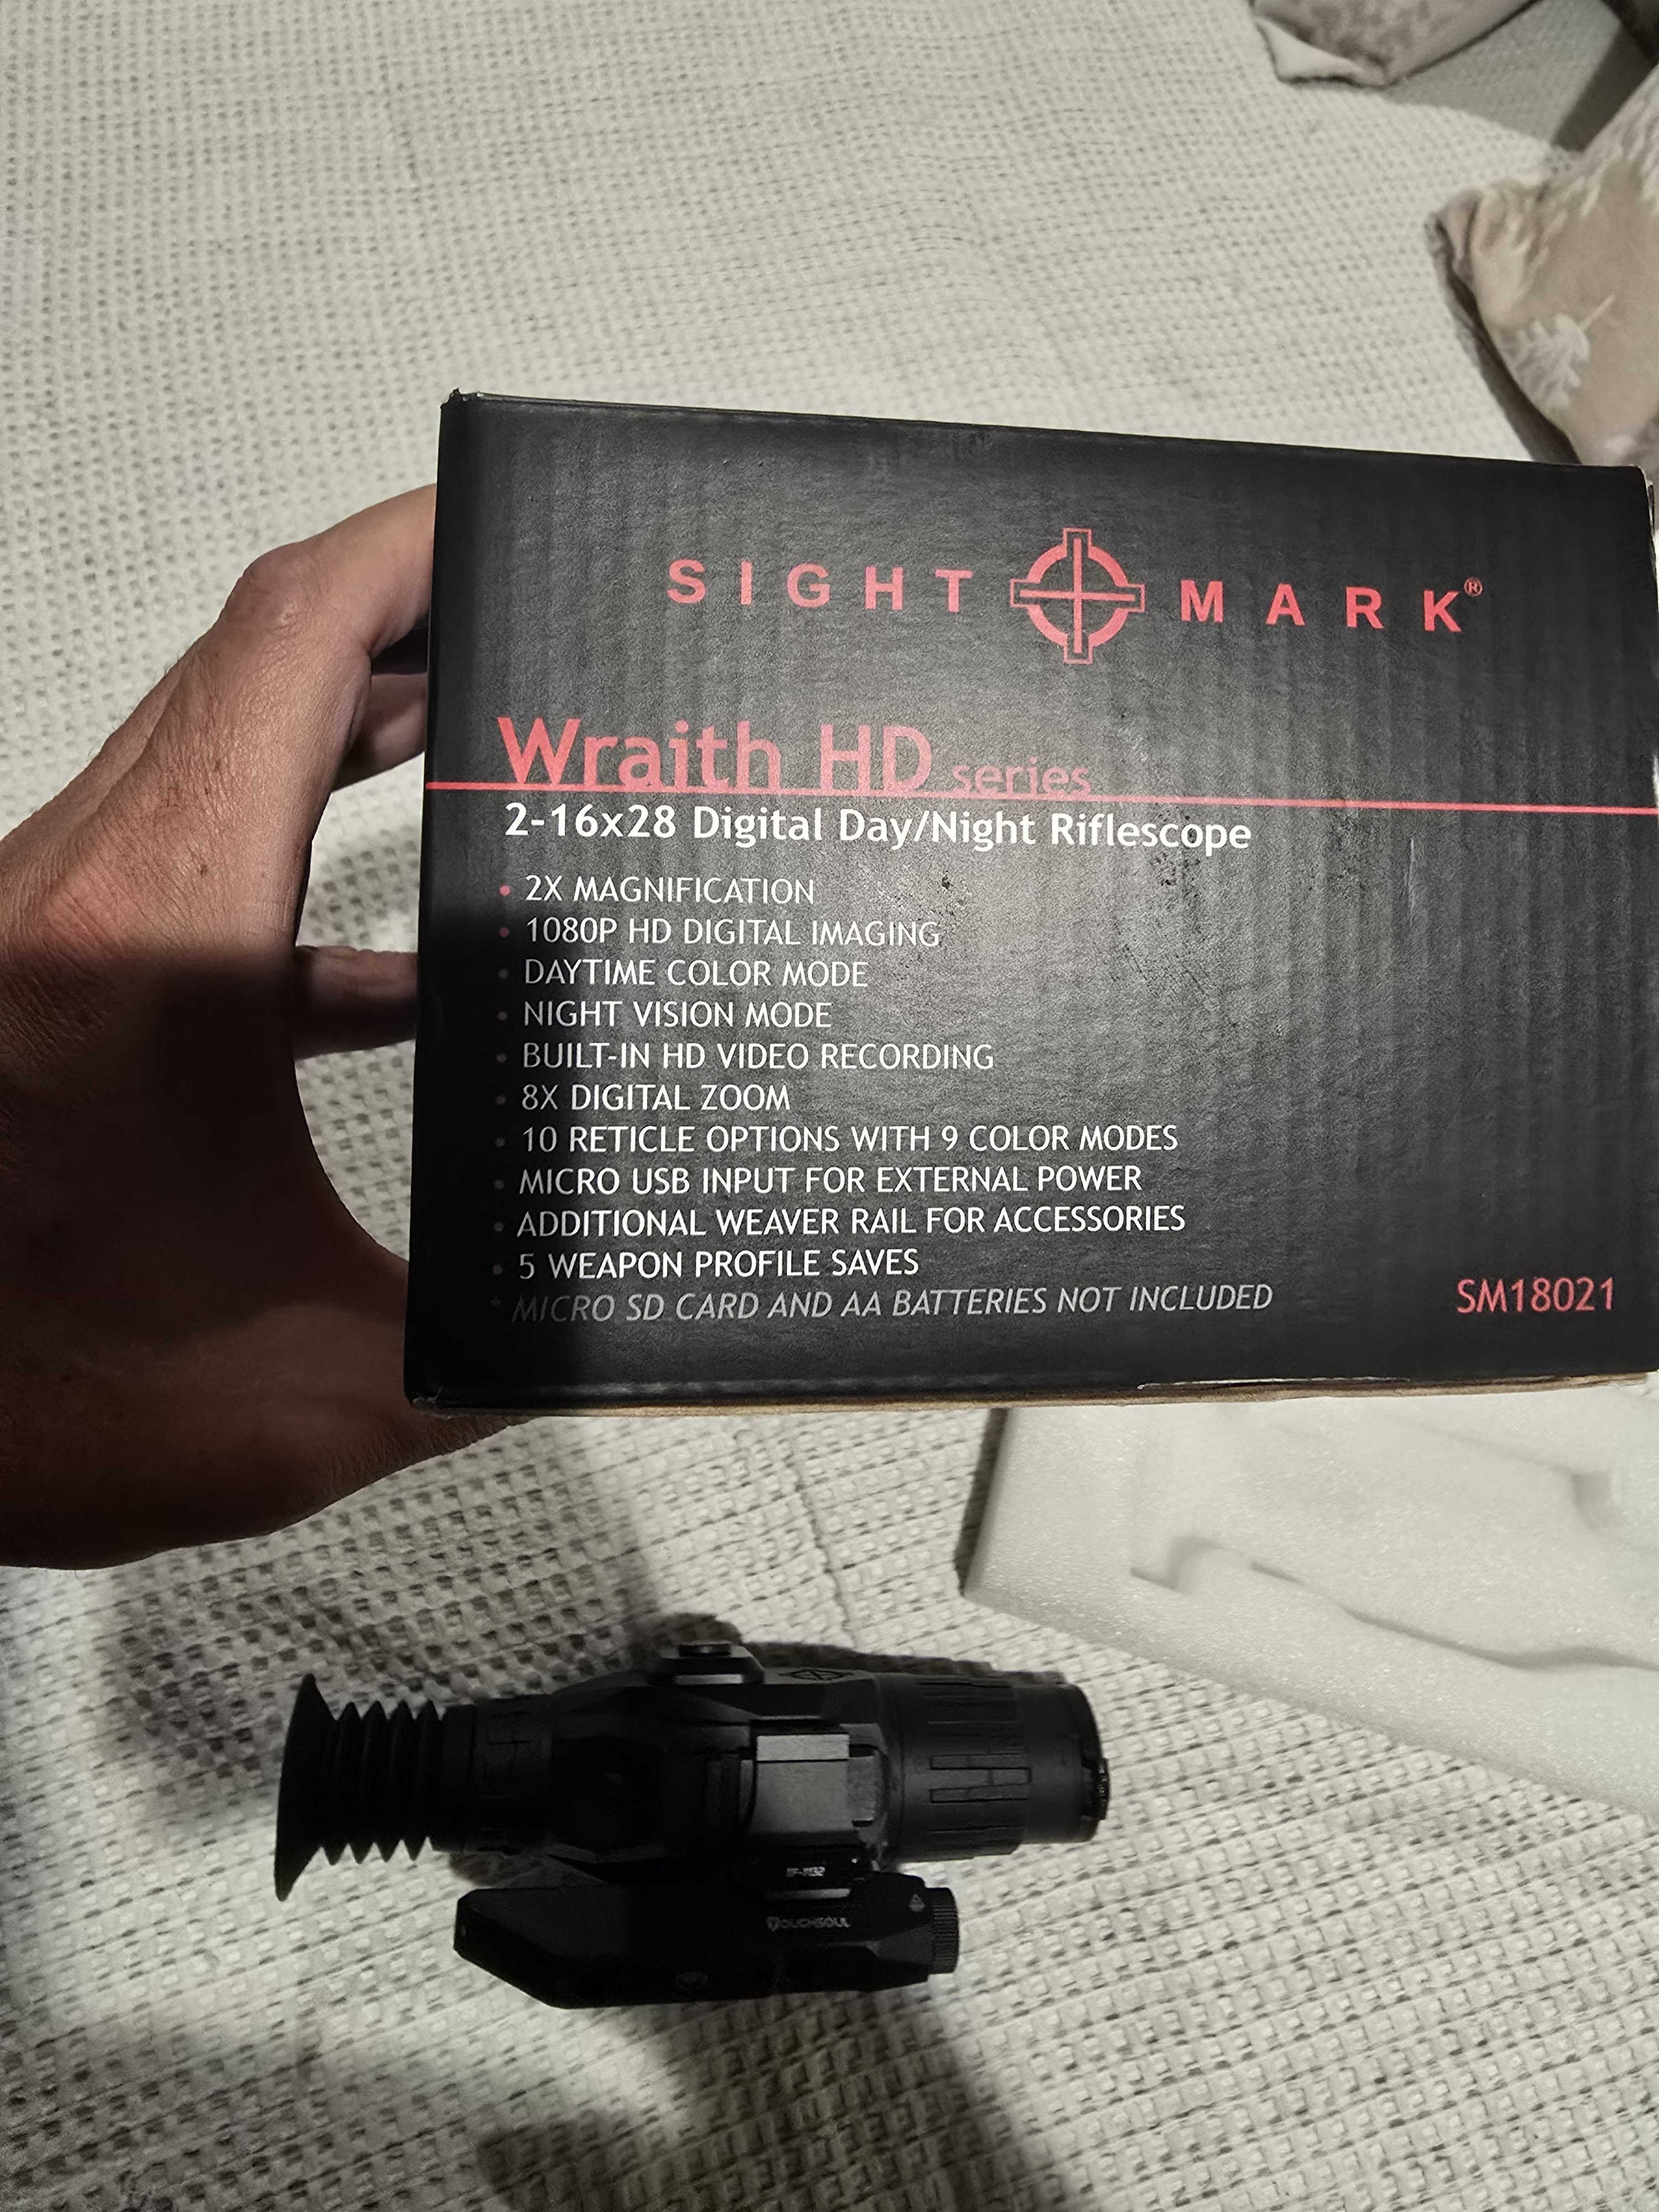 SIGHT MARK®
Wraith HD series
2-16x28 Digital Day/Night Riflescope
• 2X MAGNIFICATION
• 1080P HD DIGITAL IMAGING
• DAYTIME COLOR MODE
• NIGHT VISION MODE
• BUILT-IN HD VIDEO RECORDING
• 8X DIGITAL ZOOM
• 10 RETICLE OPTIONS WITH 9 COLOR MODES
• MICRO USB INPUT FOR EXTERNAL POWER
• ADDITIONAL WEAVER RAIL FOR ACCESSORIES
• 5 WEAPON PROFILE SAVES
* MICRO SD CARD AND AA BATTERIES NOT INCLUDED
SM18021
TOUCHSOUL